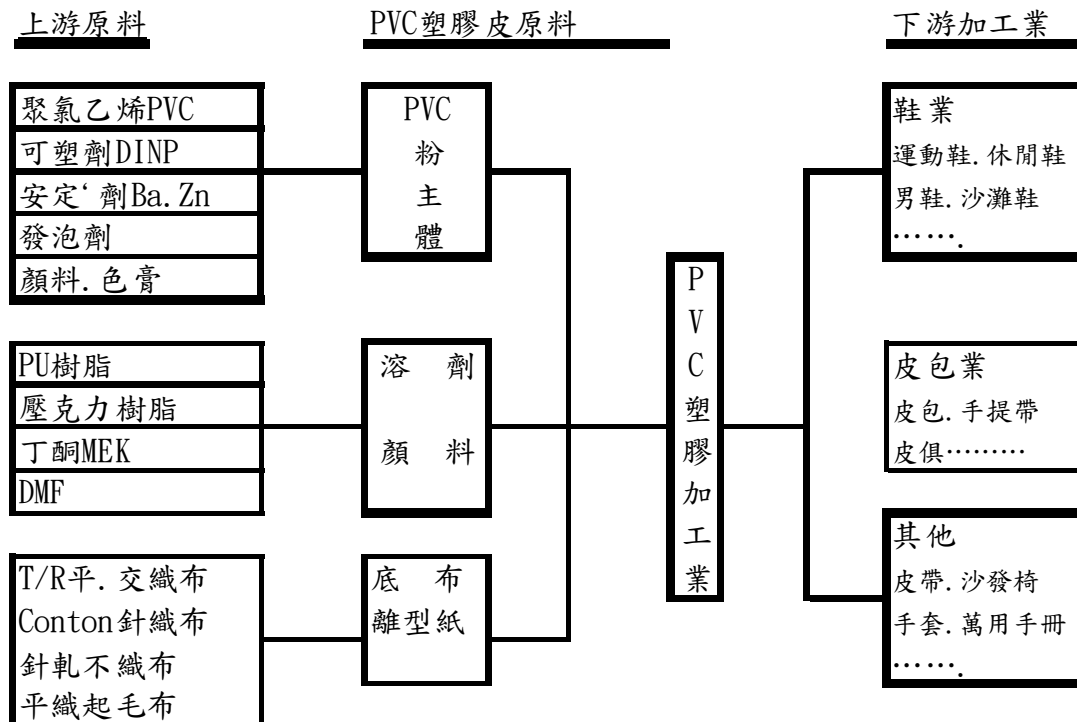 上游原料
PVC塑膠皮原料
下游加工業
聚氯乙烯PVC
可塑劑DINP
安定‘劑Ba.Zn
發泡劑
顏料.色膏
PU樹脂
壓克力樹脂
丁酮MEK
DMF
T/R平.交織布
Conton針織布
針軋不織布
平織起毛布
PVC
粉
主
體
溶 劑
顏 料
底 布
離型紙
P
V
C
塑
膠
加
工
業
鞋業
運動鞋.休閒鞋
男鞋.沙灘鞋
…….
皮包業
皮包.手提帶
皮俱………
其他
皮帶.沙發椅
手套.萬用手冊
…….